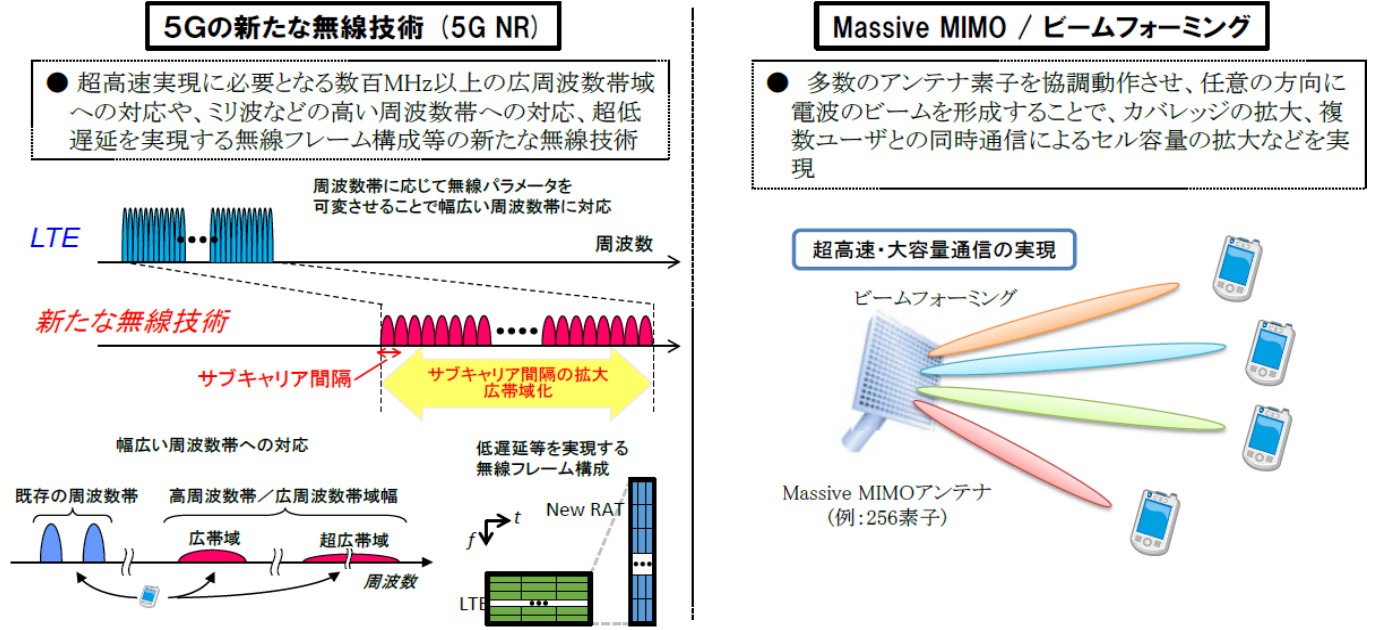 5Gの新たな無線技術 (5G NR)
● 超高速実現に必要となる数百MHz以上の広周波数帯域
への対応や、ミリ波などの高い周波数帯への対応、超低
遅延を実現する無線フレーム構成等の新たな無線技術
周波数帯に応じて無線パラメータを
可変させることで幅広い周波数帯に対応
LTE
周波数
新たな無線技術
サブキャリア間隔
サブキャリア間隔の拡大
広帯域化
幅広い周波数帯への対応
既存の周波数帯
高周波数帯/広周波数帯域幅
広帯域
超広帯域
周波数
低遅延等を実現する
無線フレーム構成
New RAT
t
f
LTE
Massive MIMO / ビームフォーミング
● 多数のアンテナ素子を協調動作させ、任意の方向に
電波のビームを形成することで、カバレッジの拡大、複
数ユーザとの同時通信によるセル容量の拡大などを実
現
超高速・大容量通信の実現
ビームフォーミング
Massive MIMOアンテナ
(例:256素子)